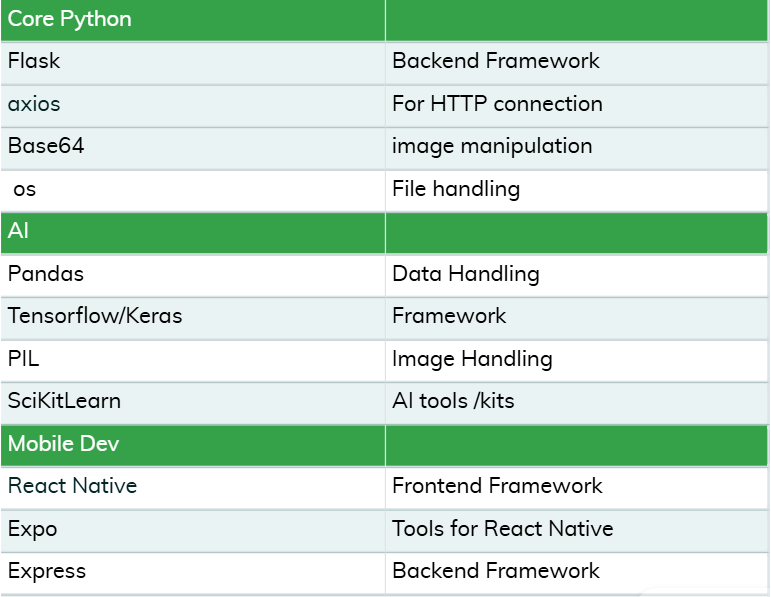 Core Python
Flask Backend Framework
axios For HTTP connection
Base64 image manipulation
os File handling
AI
Pandas Data Handling
Tensorflow/Keras Framework
PIL Image Handling
SciKitLearn AI tools /kits
Mobile Dev
React Native Frontend Framework
Expo Tools for React Native
Express Backend Framework